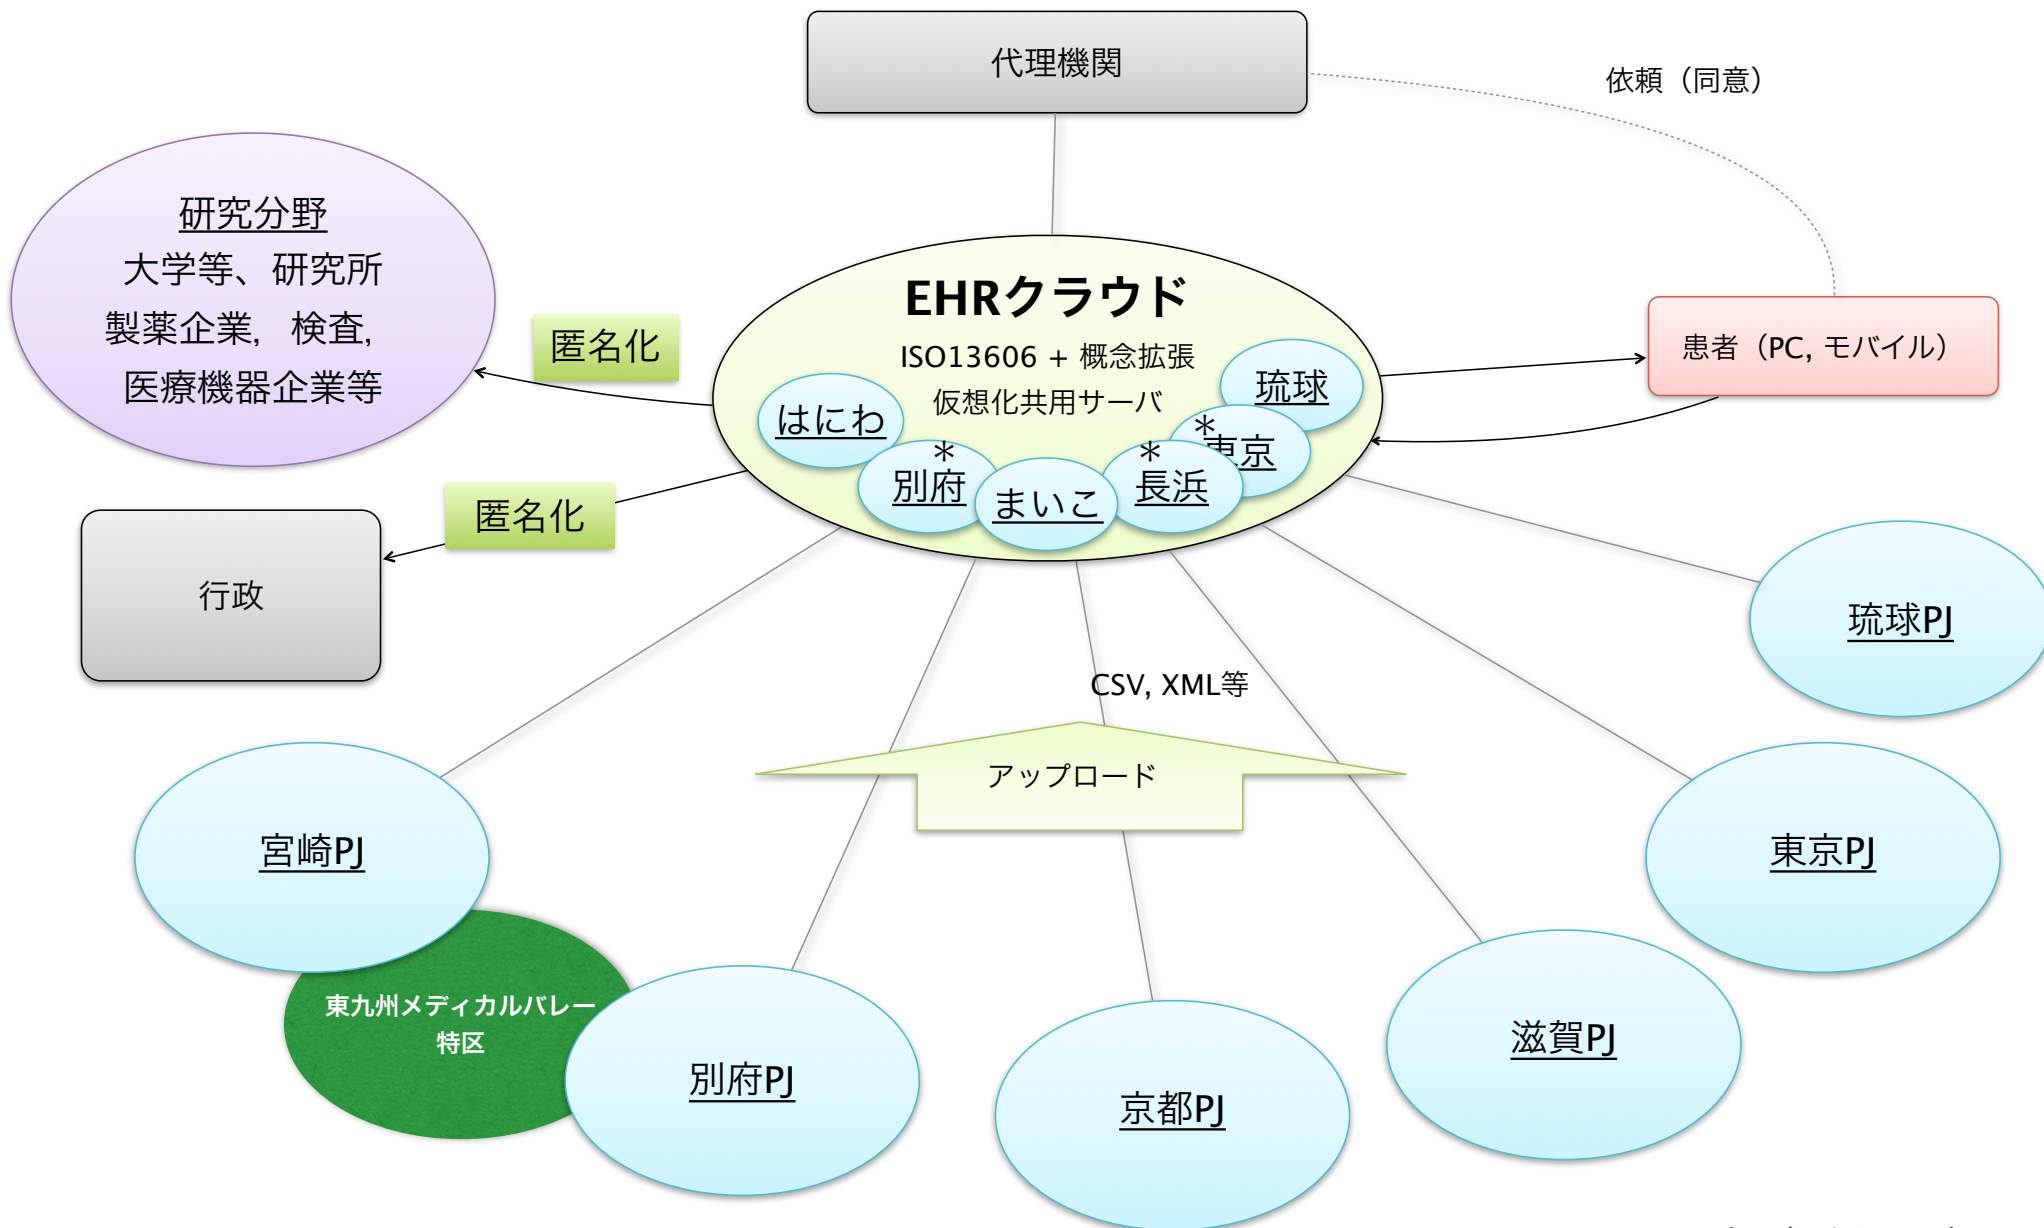 代理機関
依頼（同意）
研究分野
大学等、研究所
製薬企業, 検査,
医療機器企業等
匿名化
EHRクラウド
ISO13606 + 概念拡張
仮想化共用サーバ
琉球
はにわ
＊
東京
＊
別府
＊
長浜
まいこ
患者（PC, モバイル）
匿名化
行政
琉球PJ
CSV, XML等
アップロード
宮崎PJ
東京PJ
東九州メディカルバレー
特区
別府PJ
京都PJ
滋賀PJ